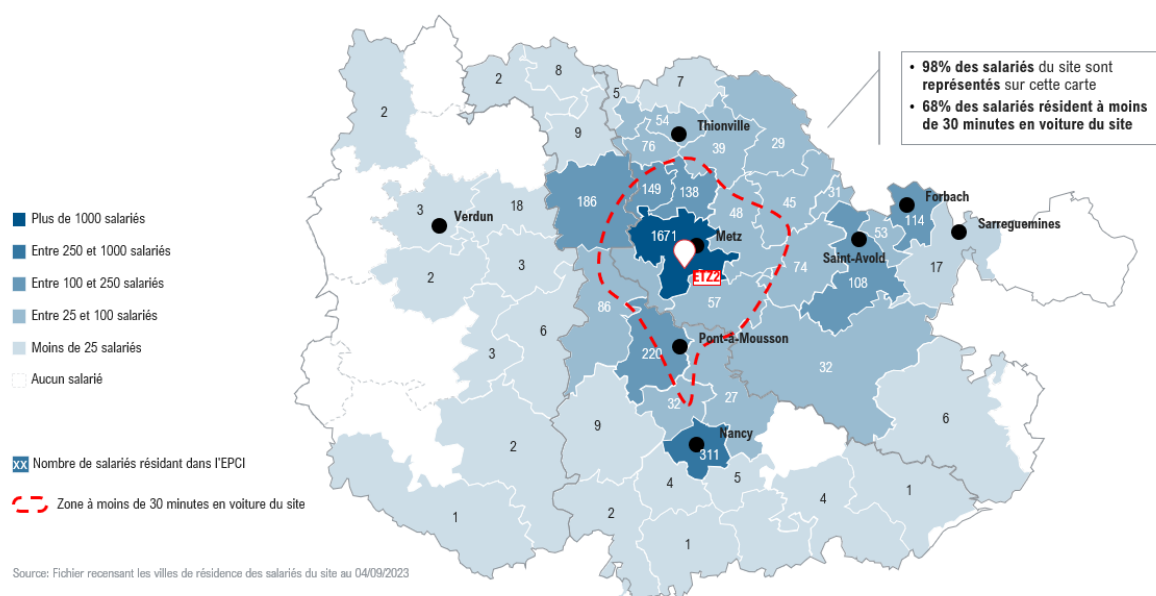 • 98% des salariés du site sont
représentés sur cette carte
• 68% des salariés résident à moins
de 30 minutes en voiture du site
2
8
7
5
2
54
Thionville
9
76
39
29
149
138
31
186
45
Forbach
Plus de 1000 salariés
3
18
48
114
Verdun
1671
Metz
53
Sarreguemines
Entre 250 et 1000 salariés
Saint-Avold
2
3
ETZ2
74
17
Entre 100 et 250 salariés
108
86
57
Entre 25 et 100 salariés
6
Pont-à-Mousson
Moins de 25 salariés
3
220
32
Aucun salarié
32
27
6
2
9
Nancy
311
xx Nombre de salariés résidant dans l'EPCI
4
5
Zone à moins de 30 minutes en voiture du site
1
2
4
1
1
Source: Fichier recensant les villes de résidence des salariés du site au 04/09/2023